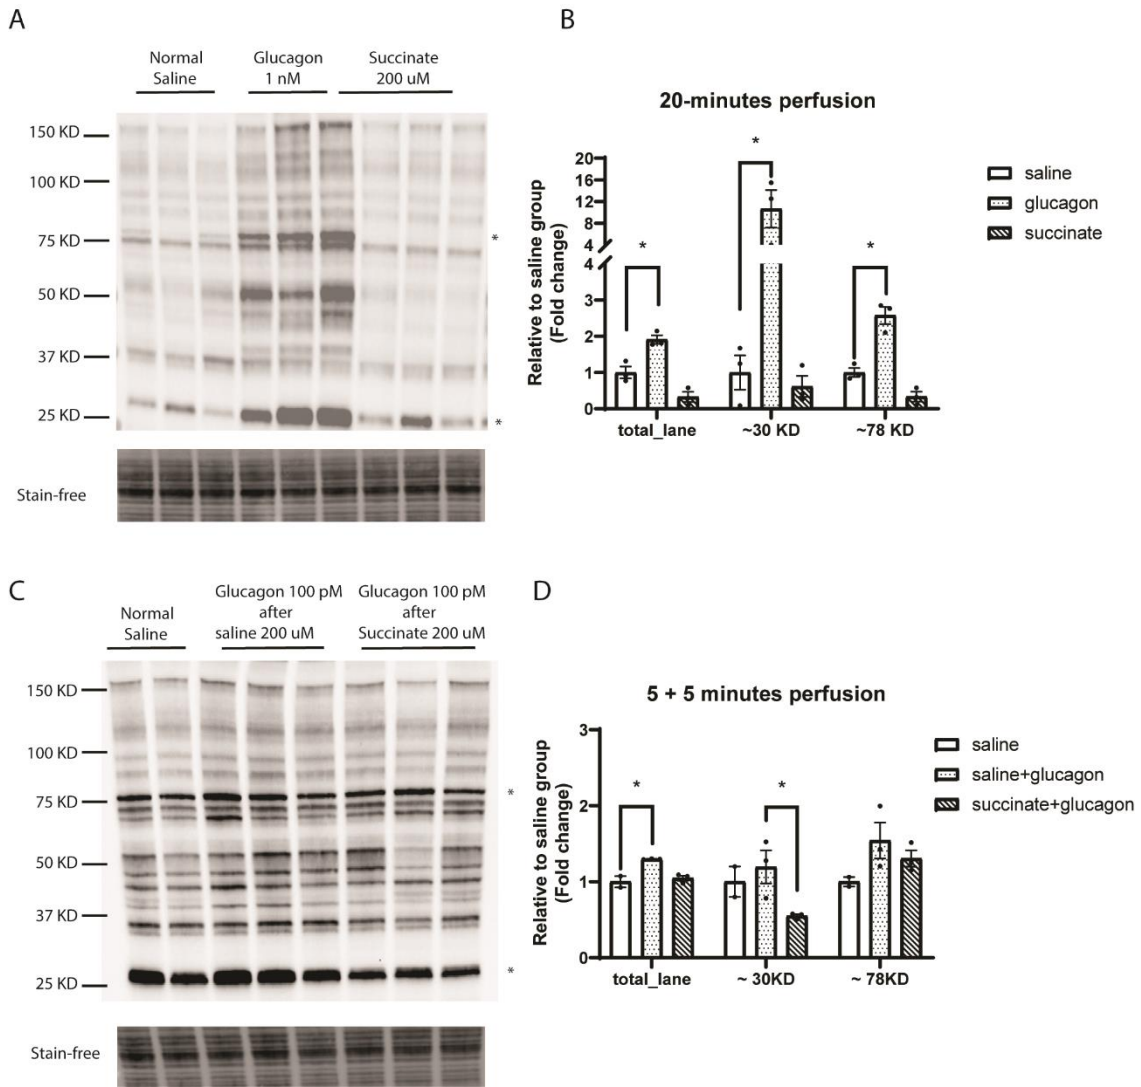 A
Normal
Saline
Glucagon
1 nM
Succinate
200 uM
150 KD
100 KD
75 KD
50 KD
37 KD
25 KD
*
*
Stain-free
B
20-minutes perfusion
Relative to saline group
(Fold change)
20
16
12
8
4
4
3
2
1
0
*
*
*
total_lane
~30 KD
~78 KD
saline
glucagon
succinate
C
Normal
Saline
Glucagon 100 pM
after
saline 200 uM
Glucagon 100 pM
after
Succinate 200 uM
150 KD
100 KD
75 KD
50 KD
37 KD
25 KD
*
*
Stain-free
D
5 + 5 minutes perfusion
Relative to saline group
(Fold change)
3
2
1
0
*
*
total_lane
~ 30KD
~ 78KD
saline
saline+glucagon
succinate+glucagon